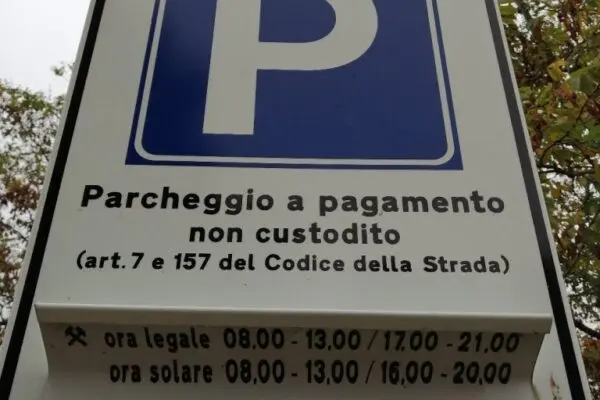 P
Parcheggio a pagamento
non custodito
(art. 7 e 157 del Codice della Strada)
⚒ ora legale 08.00 - 13.00 / 17.00 - 21.00
ora solare 08,00 - 13,00 / 16,00 - 20,00